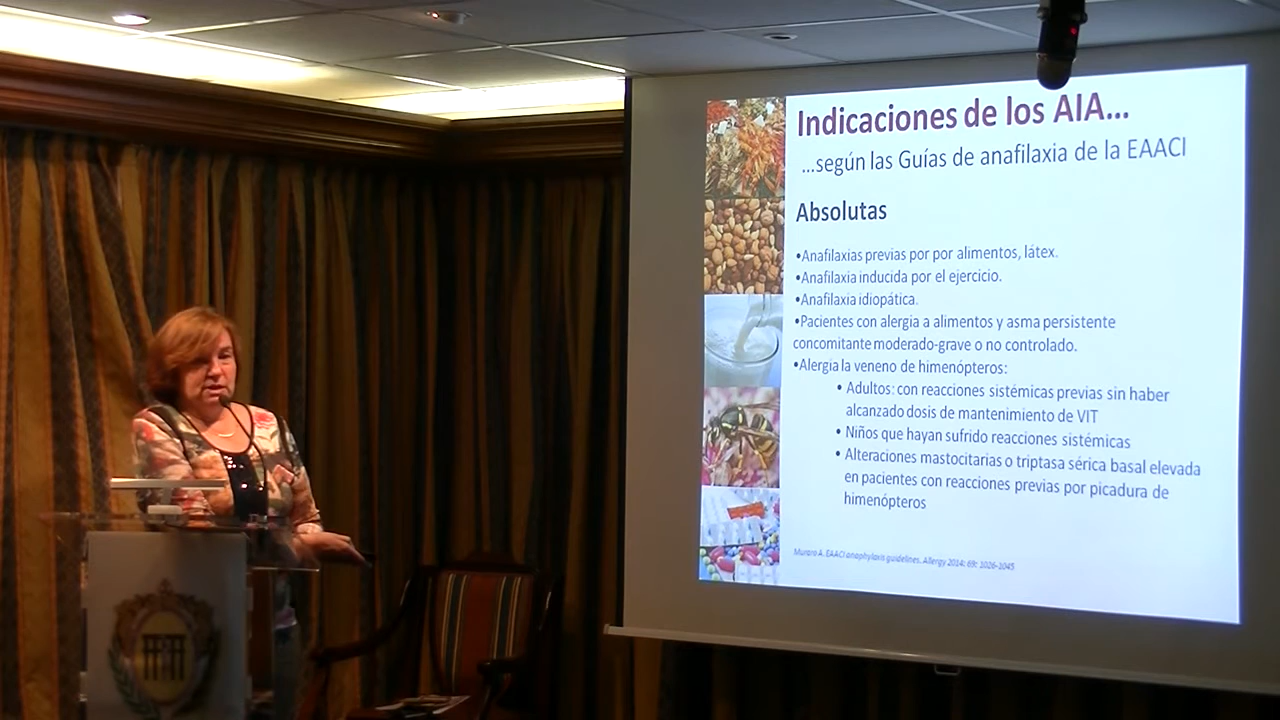 Indicaciones de los AIA...
...según las Guías de anafilaxia de la EAACI
Absolutas
•Anafilaxias previas por por alimentos, látex.
•Anafilaxia inducida por el ejercicio.
•Anafilaxia idiopática.
•Pacientes con alergia a alimentos y asma persistente
concomitante moderado-grave o no controlado.
•Alergia la veneno de himenópteros:
• Adultos: con reacciones sistémicas previas sin haber
alcanzado dosis de mantenimiento de VIT
• Niños que hayan sufrido reacciones sistémicas
• Alteraciones mastocitarias o triptasa sérica basal elevada
en pacientes con reacciones previas por picadura de
himenópteros
Muraro A. EAACI anaphylaxis guidelines. Allergy 2014: 69: 1026-1045